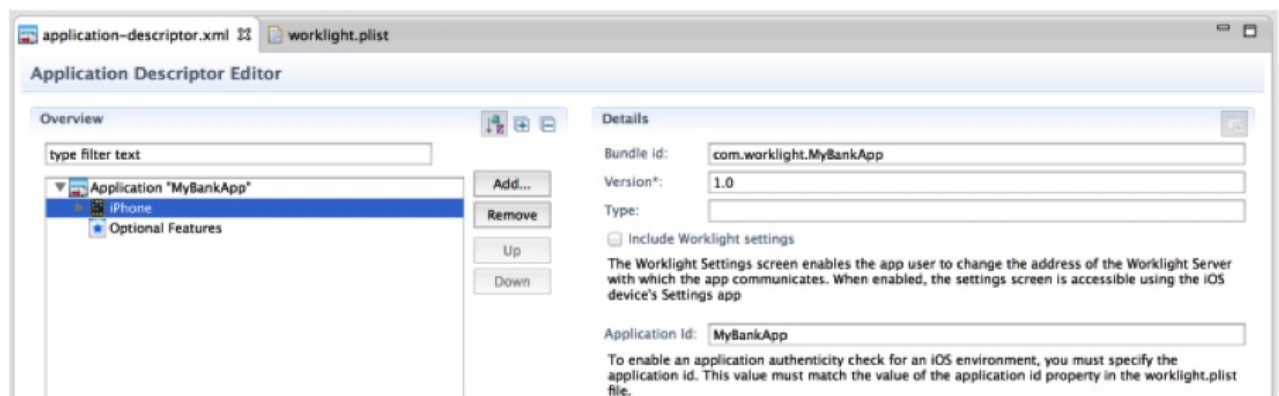 application-descriptor.xml
worklight.plist
Application Descriptor Editor
Overview
type filter text
Application "MyBankApp"
iPhone
Optional Features
Add...
Remove
Up
Down
Details
Bundle id: com.worklight.MyBankApp
Version*: 1.0
Type:
Include Worklight settings
The Worklight Settings screen enables the app user to change the address of the Worklight Server
with which the app communicates. When enabled, the settings screen is accessible using the iOS
device's Settings app
Application Id: MyBankApp
To enable an application authenticity check for an iOS environment, you must specify the
application id. This value must match the value of the application id property in the worklight.plist
file.